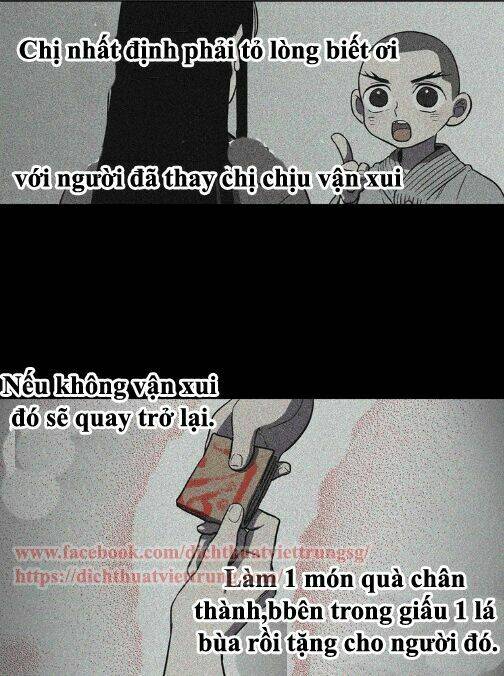 Chị nhất định phải tỏ lòng biết ơi
với người đã thay chị chịu vận xui
Nếu không vận xui
đó sẽ quay trở lại.
www.facebook.com/dichthuatviettrungsg/
https://dichthuatviettrung
Làm 1 món quà chân
thành,bbên trong giấu 1 lá
bùa rồi tặng cho người đó.